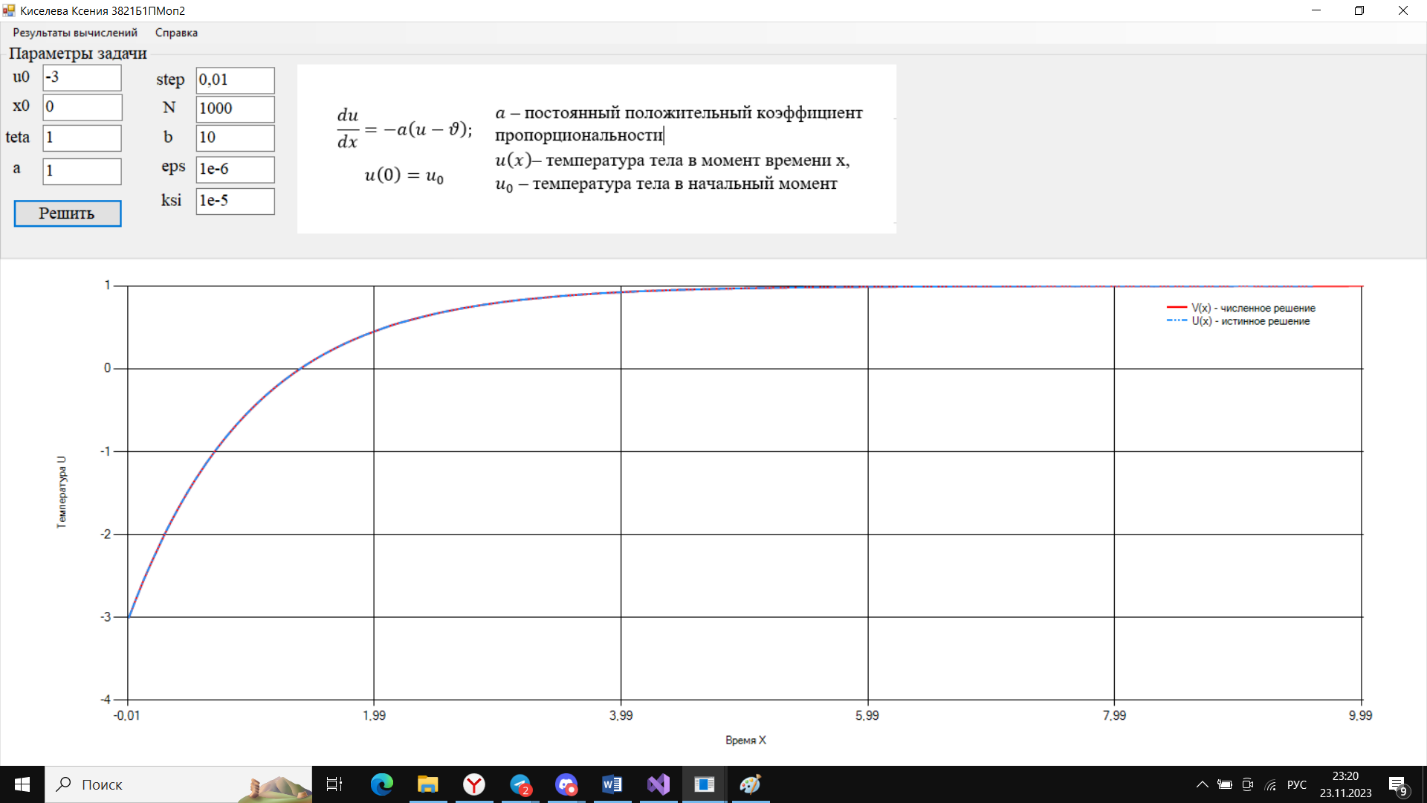 Киселева Ксения 3821Б1ПМоп2
Результаты вычислений Справка
Параметры задачи
u0 -3 step 0,01
x0 0 N 1000
teta 1 b 10
a 1 eps 1e-6
Решить ksi 1e-5
du/dx = −a(u − ϑ);
u(0) = u₀
a – постоянный положительный коэффициент
пропорциональности
u(x)– температура тела в момент времени x,
u₀ – температура тела в начальный момент
1
0
-1
-2
-3
-4
Температура U
V(x) - численное решение
U(x) - истинное решение
-0,01 1,99 3,99 5,99 7,99 9,99
Время X
Поиск
2
РУС
23:20
23.11.2023
9